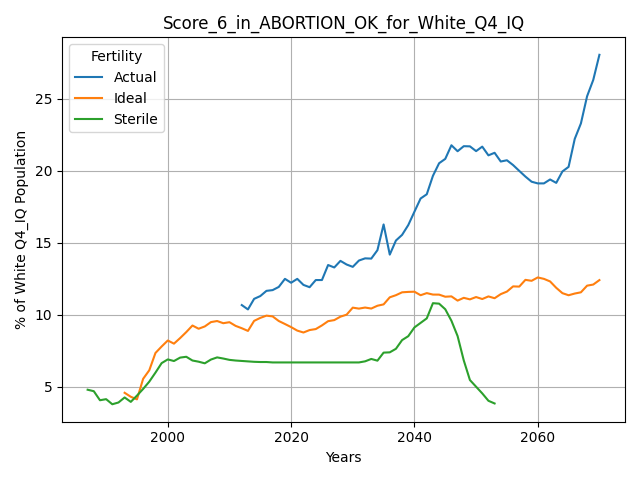 Score_6_in_ABORTION_OK_for_White_Q4_IQ
Fertility
Actual
Ideal
Sterile
% of White Q4_IQ Population
25
20
15
10
5
2000 2020 2040 2060
Years